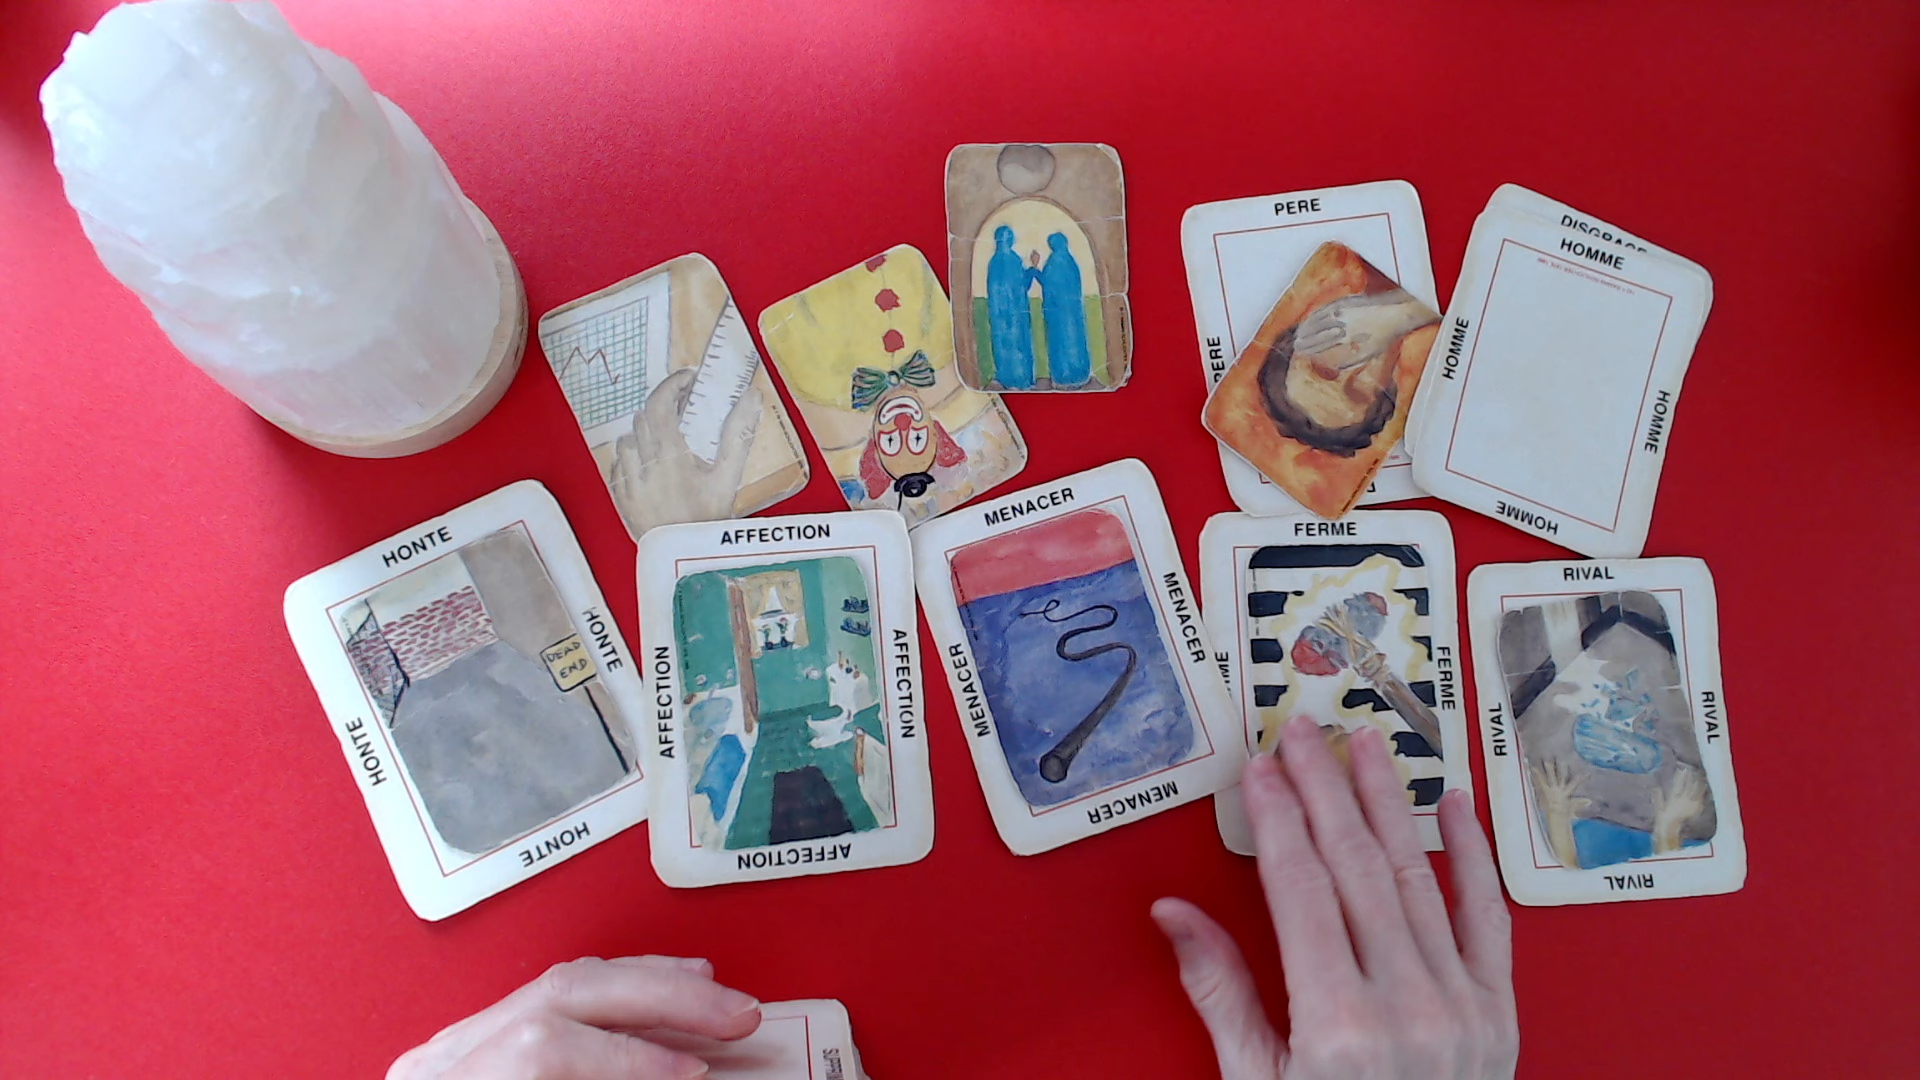 PERE
PERE
DISGRACE
HOMME
HOMME
HOMME
HOMME
HONTE
HONTE
HONTE
HONTE
DEAD
END
AFFECTION
AFFECTION
AFFECTION
AFFECTION
MENACER
MENACER
MENACER
MENACER
FERME
FERME
RIVAL
RIVAL
RIVAL
RIVAL